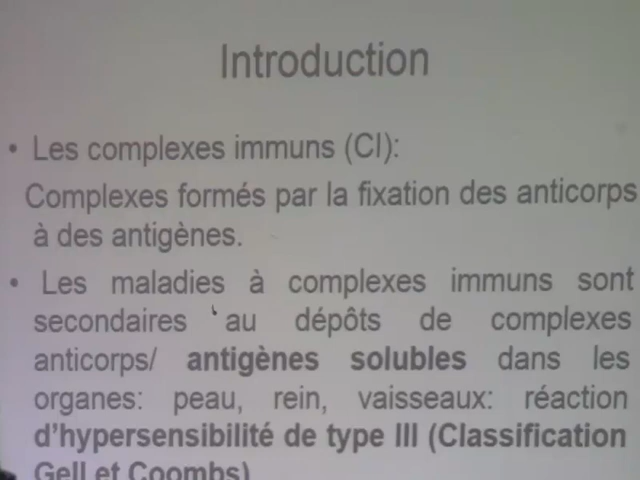 Introduction
• Les complexes immuns (CI):
Complexes formés par la fixation des anticorps
à des antigènes.
• Les maladies à complexes immuns sont
secondaires au dépôts de complexes
anticorps/ antigènes solubles dans les
organes: peau, rein, vaisseaux: réaction
d'hypersensibilité de type III (Classification
Gell et Coombs)